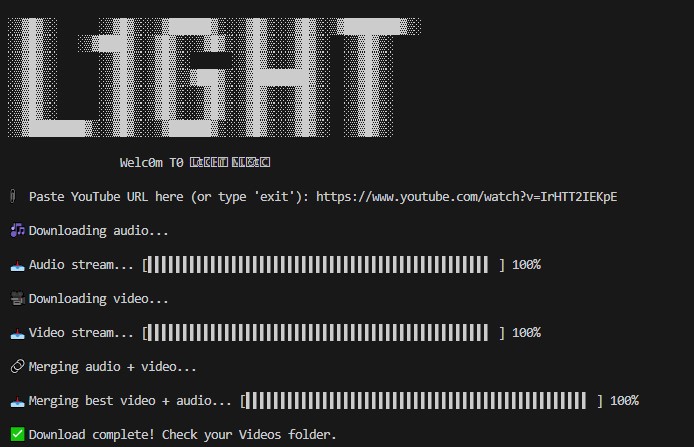 L1GHT
Welc0m T0 L1GHT MUS1C
Paste YouTube URL here (or type 'exit'): https://www.youtube.com/watch?v=IrHTT2IEKpE
Downloading audio...
Audio stream... [ ] 100%
Downloading video...
Video stream... [ ] 100%
Merging audio + video...
Merging best video + audio... [ ] 100%
Download complete! Check your Videos folder.